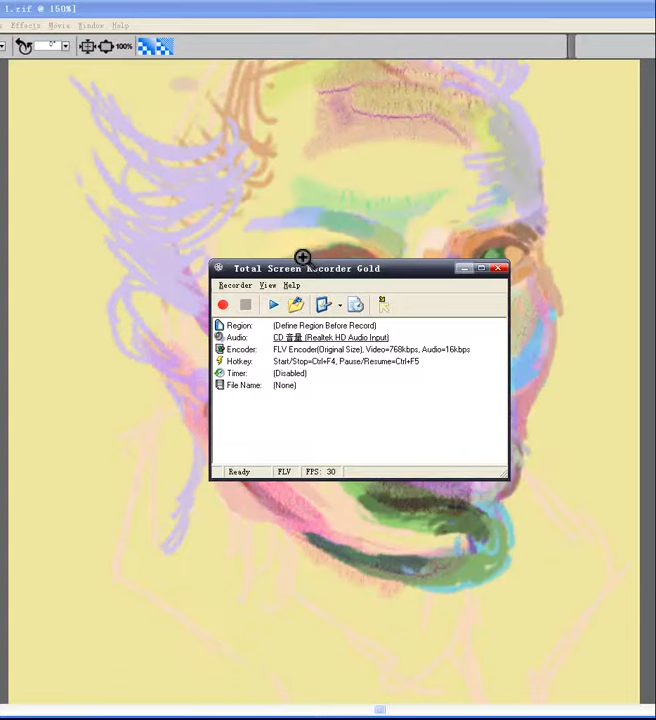 1.rif @ 150%]
Effects Movie Window Help
0° 100%
Total Screen Recorder Gold
Recorder View Help
Region: (Define Region Before Record)
Audio: CD 音量 (Realtek HD Audio Input)
Encoder: FLV Encoder(Original Size), Video=768kbps, Audio=16kbps
Hotkey: Start/Stop=Ctrl+F4, Pause/Resume=Ctrl+F5
Timer: (Disabled)
File Name: (None)
Ready FLV FPS: 30